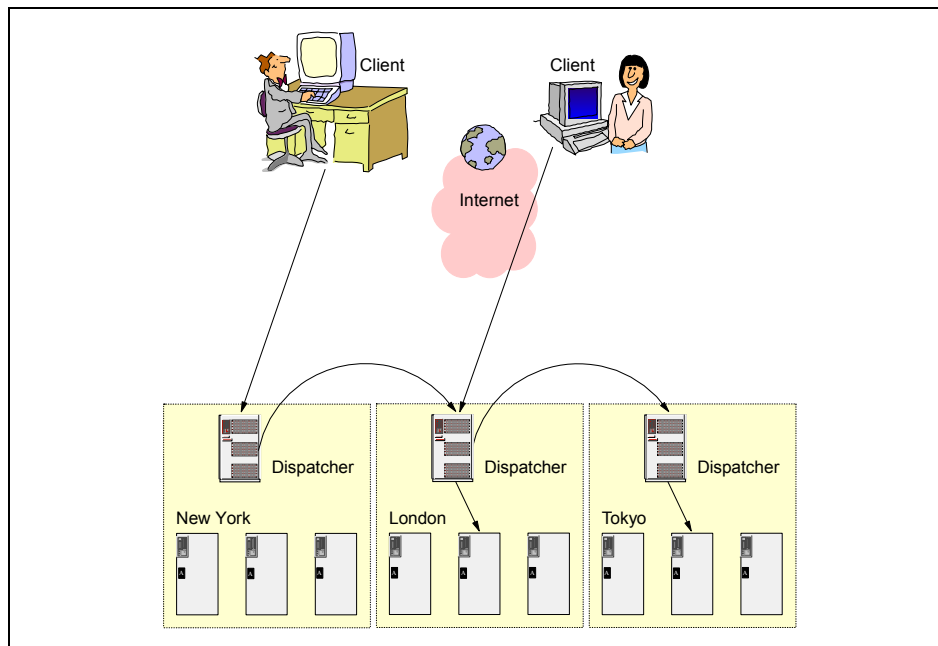 Client
Client
Internet
Dispatcher
Dispatcher
Dispatcher
New York
London
Tokyo
A
A
A
A
A
A
A
A
A